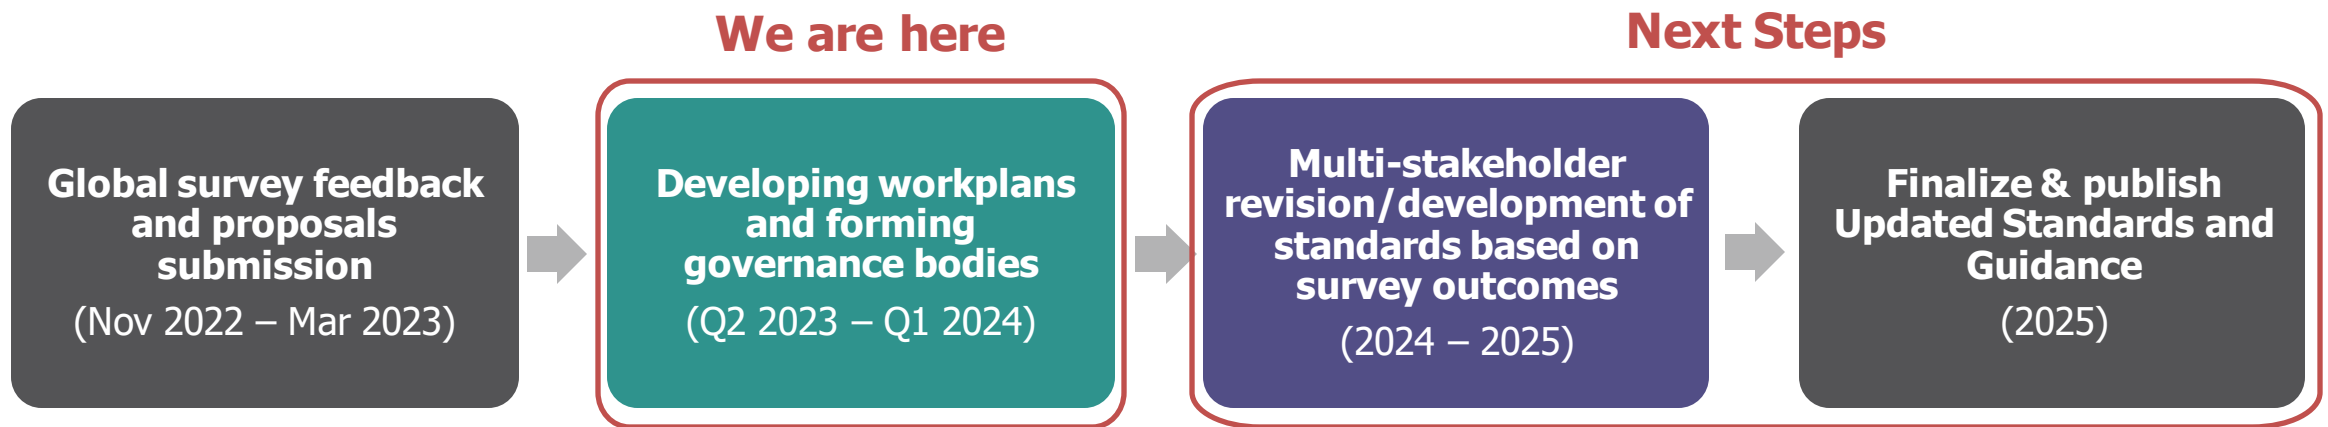 We are here
Next Steps
Global survey feedback
and proposals
submission
(Nov 2022 – Mar 2023)
Developing workplans
and forming
governance bodies
(Q2 2023 – Q1 2024)
Multi-stakeholder
revision/development of
standards based on
survey outcomes
(2024 – 2025)
Finalize & publish
Updated Standards and
Guidance
(2025)